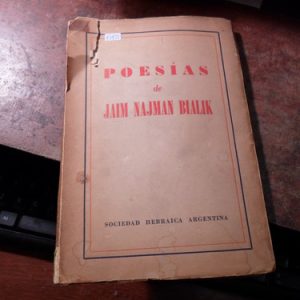 POESÍAS
de
JAIM NAJMAN BIALIK
SOCIEDAD HEBRAICA ARGENTINA